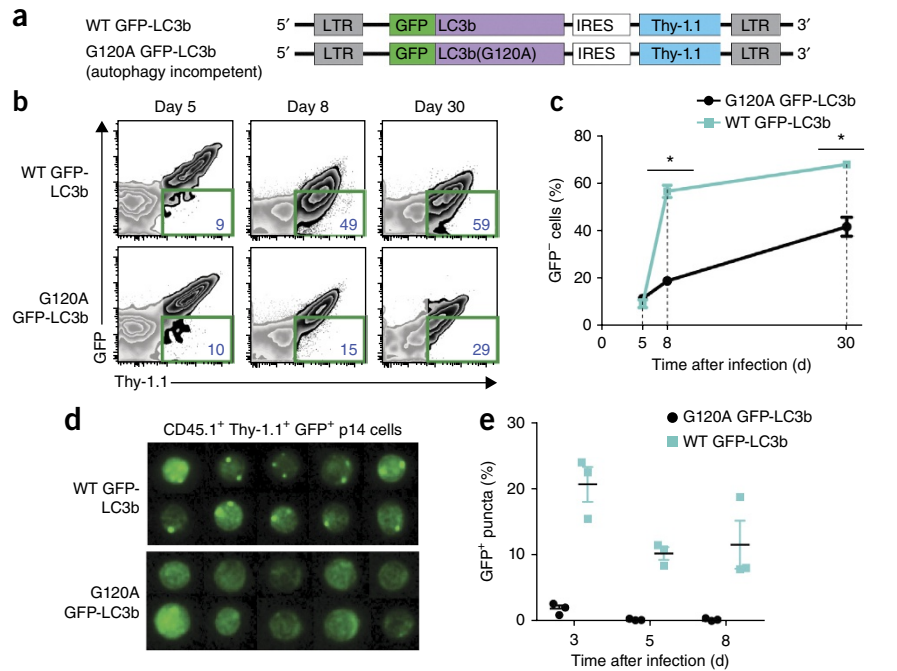 a
WT GFP-LC3b
5′ LTR GFP LC3b IRES Thy-1.1 LTR 3′
G120A GFP-LC3b
(autophagy incompetent)
5′ LTR GFP LC3b(G120A) IRES Thy-1.1 LTR 3′
b
Day 5 Day 8 Day 30
WT GFP-
LC3b
9 49 59
G120A
GFP-LC3b
10 15 29
GFP
Thy-1.1
c
G120A GFP-LC3b
WT GFP-LC3b
GFP⁻ cells (%)
80
60
40
20
0
* *
0 5 8 30
Time after infection (d)
d
CD45.1⁺ Thy-1.1⁺ GFP⁺ p14 cells
WT GFP-
LC3b
G120A
GFP-LC3b
e
G120A GFP-LC3b
WT GFP-LC3b
GFP⁺ puncta (%)
30
20
10
0
3 5 8
Time after infection (d)